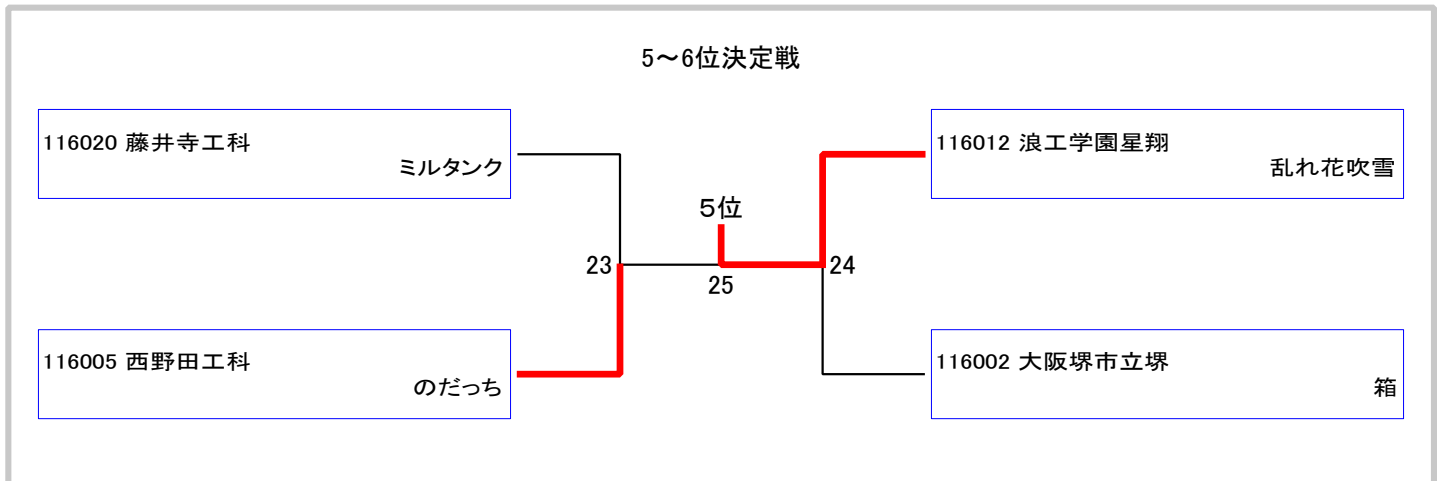 5～6位決定戦
116020 藤井寺工科
ミルタンク
116012 浪工学園星翔
乱れ花吹雪
5位
23
24
25
116005 西野田工科
のだっち
116002 大阪堺市立堺
箱